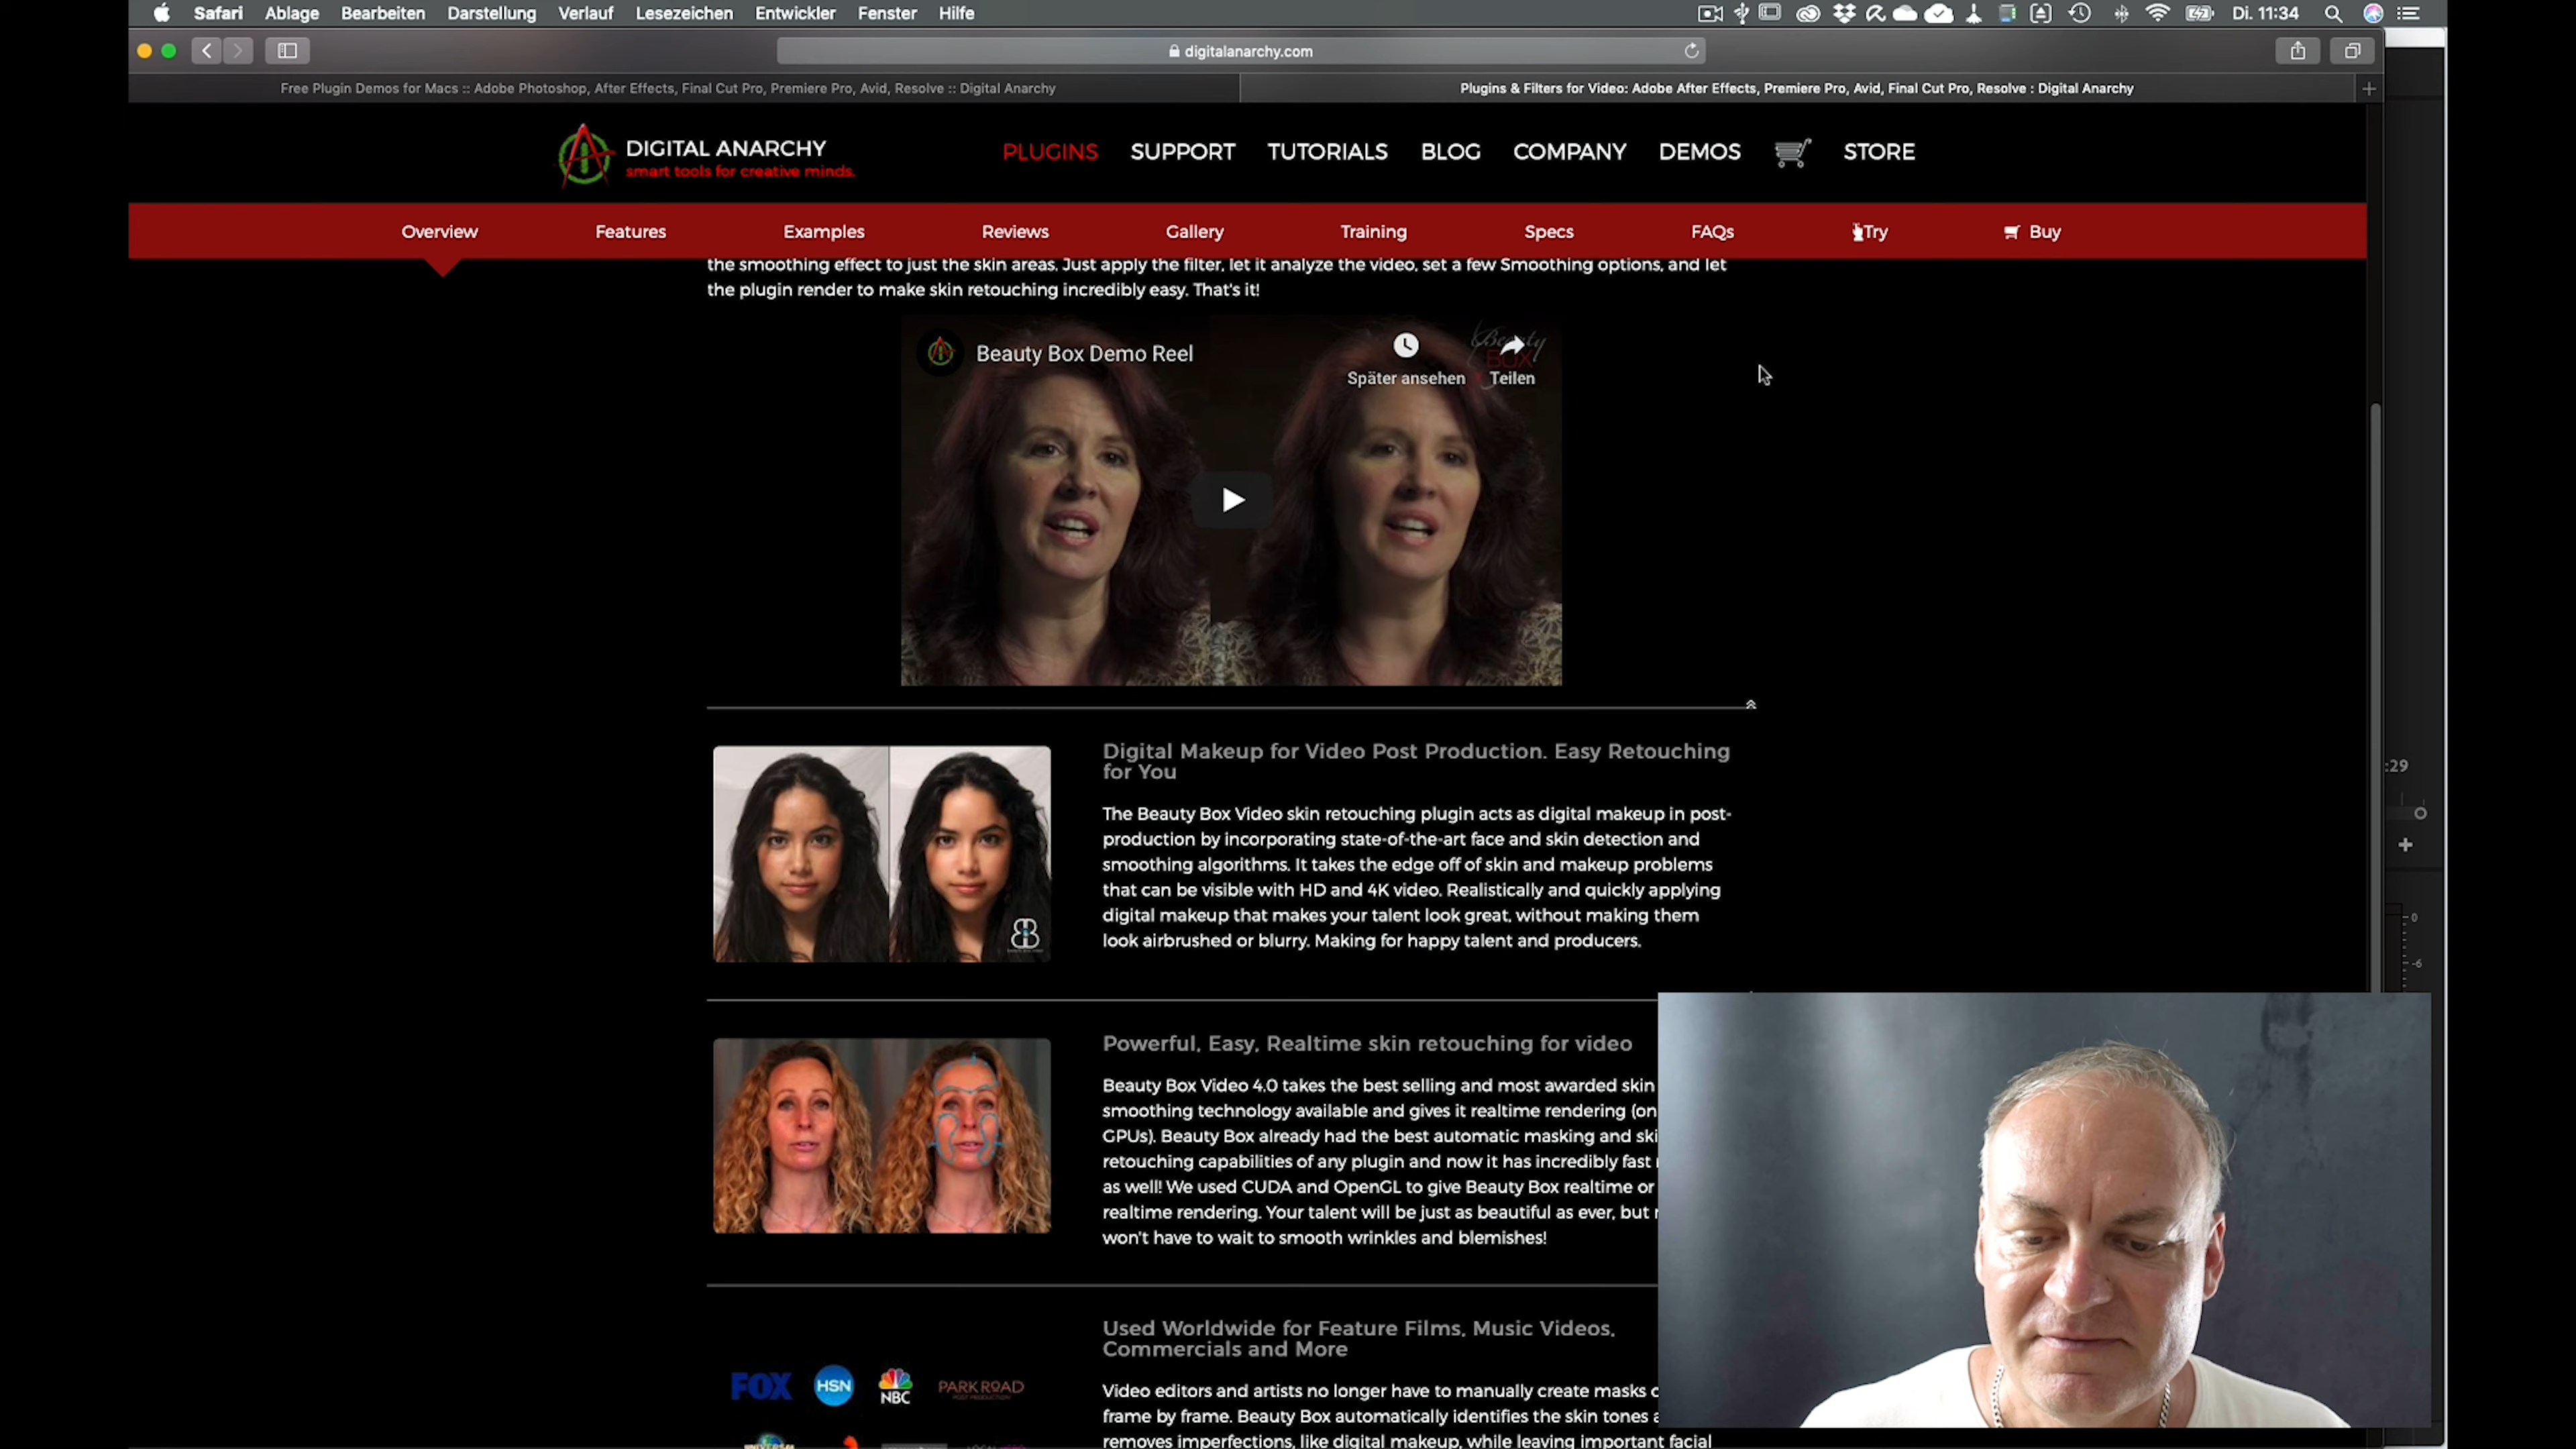 Safari Ablage Bearbeiten Darstellung Verlauf Lesezeichen Entwickler Fenster Hilfe Di. 11:34
digitalanarchy.com
Free Plugin Demos for Macs :: Adobe Photoshop, After Effects, Final Cut Pro, Premiere Pro, Avid, Resolve :: Digital Anarchy
Plugins & Filters for Video: Adobe After Effects, Premiere Pro, Avid, Final Cut Pro, Resolve : Digital Anarchy
DIGITAL ANARCHY
smart tools for creative minds.
PLUGINS SUPPORT TUTORIALS BLOG COMPANY DEMOS STORE
Overview Features Examples Reviews Gallery Training Specs FAQs Try Buy
the smoothing effect to just the skin areas. Just apply the filter, let it analyze the video, set a few Smoothing options, and let
the plugin render to make skin retouching incredibly easy. That's it!
Beauty Box Demo Reel
Beauty
BOX
Später ansehen Teilen
Digital Makeup for Video Post Production. Easy Retouching
for You
The Beauty Box Video skin retouching plugin acts as digital makeup in post-
production by incorporating state-of-the-art face and skin detection and
smoothing algorithms. It takes the edge off of skin and makeup problems
that can be visible with HD and 4K video. Realistically and quickly applying
digital makeup that makes your talent look great, without making them
look airbrushed or blurry. Making for happy talent and producers.
:29
0
-6
Powerful, Easy, Realtime skin retouching for video
Beauty Box Video 4.0 takes the best selling and most awarded skin
smoothing technology available and gives it realtime rendering (on
GPUs). Beauty Box already had the best automatic masking and ski
retouching capabilities of any plugin and now it has incredibly fast
as well! We used CUDA and OpenGL to give Beauty Box realtime or
realtime rendering. Your talent will be just as beautiful as ever, but
won't have to wait to smooth wrinkles and blemishes!
Used Worldwide for Feature Films, Music Videos,
Commercials and More
FOX HSN NBC PARK ROAD
POST PRODUCTION
Video editors and artists no longer have to manually create masks
frame by frame. Beauty Box automatically identifies the skin tones
removes imperfections, like digital makeup, while leaving important facial